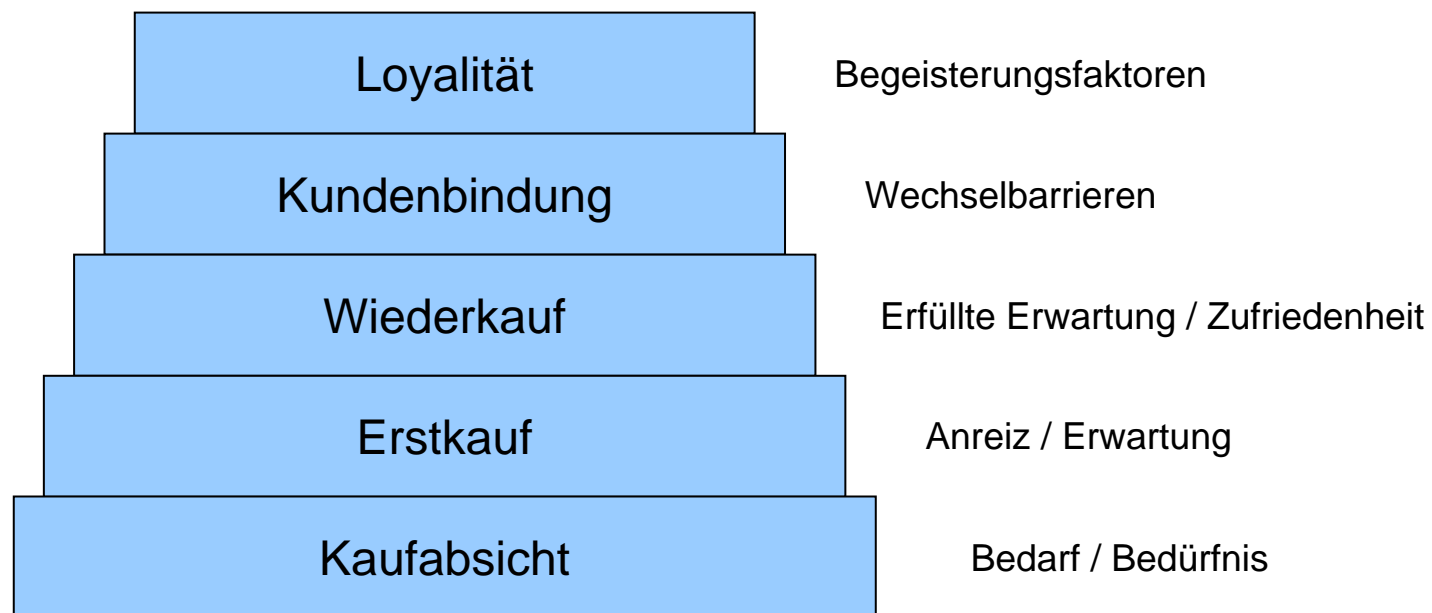 Loyalität Begeisterungsfaktoren
Kundenbindung Wechselbarrieren
Wiederkauf Erfüllte Erwartung / Zufriedenheit
Erstkauf Anreiz / Erwartung
Kaufabsicht Bedarf / Bedürfnis